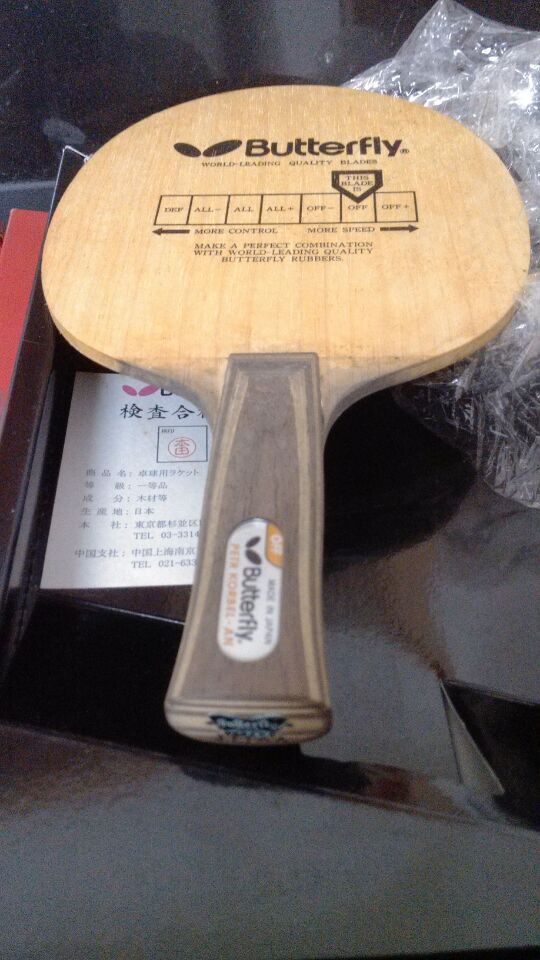 Butterfly®
WORLD-LEADING QUALITY BLADES
THIS
BLADE
IS
DEF ALL- ALL ALL+ OFF- OFF OFF+
MORE CONTROL MORE SPEED
MAKE A PERFECT COMBINATION
WITH WORLD-LEADING QUALITY
BUTTERFLY RUBBERS.
検査合
商品名:卓球用ラケット
等級:一等品
成分:木材等
生産地:日本
本社:東京都杉並区
TEL 03-3314
中国支社:中国上海南京
TEL 021-633
OFF
MADE IN JAPAN
Butterfly
PETR KORBEL-AN
Butterfly